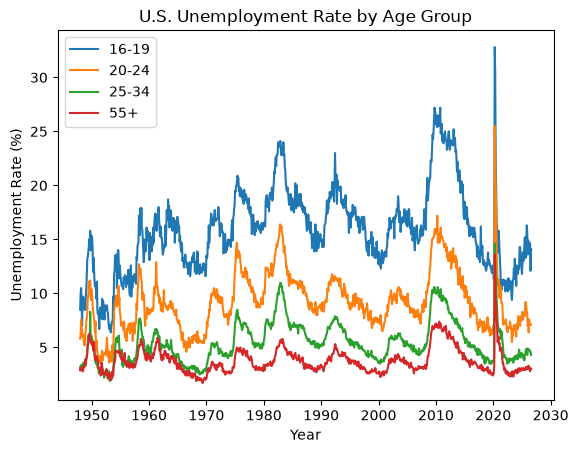 U.S. Unemployment Rate by Age Group
16-19
20-24
25-34
55+
Unemployment Rate (%)
30
25
20
15
10
5
1950 1960 1970 1980 1990 2000 2010 2020 2030
Year